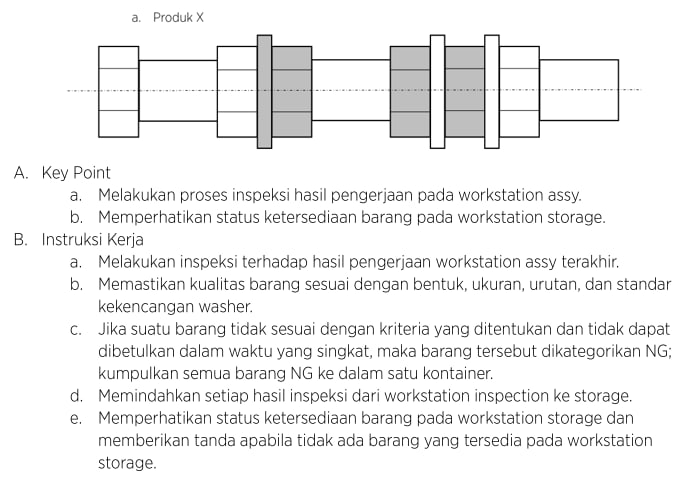 a. Produk X
A. Key Point
a. Melakukan proses inspeksi hasil pengerjaan pada workstation assy.
b. Memperhatikan status ketersediaan barang pada workstation storage.
B. Instruksi Kerja
a. Melakukan inspeksi terhadap hasil pengerjaan workstation assy terakhir.
b. Memastikan kualitas barang sesuai dengan bentuk, ukuran, urutan, dan standar
kekencangan washer.
c. Jika suatu barang tidak sesuai dengan kriteria yang ditentukan dan tidak dapat
dibetulkan dalam waktu yang singkat, maka barang tersebut dikategorikan NG;
kumpulkan semua barang NG ke dalam satu kontainer.
d. Memindahkan setiap hasil inspeksi dari workstation inspection ke storage.
e. Memperhatikan status ketersediaan barang pada workstation storage dan
memberikan tanda apabila tidak ada barang yang tersedia pada workstation
storage.